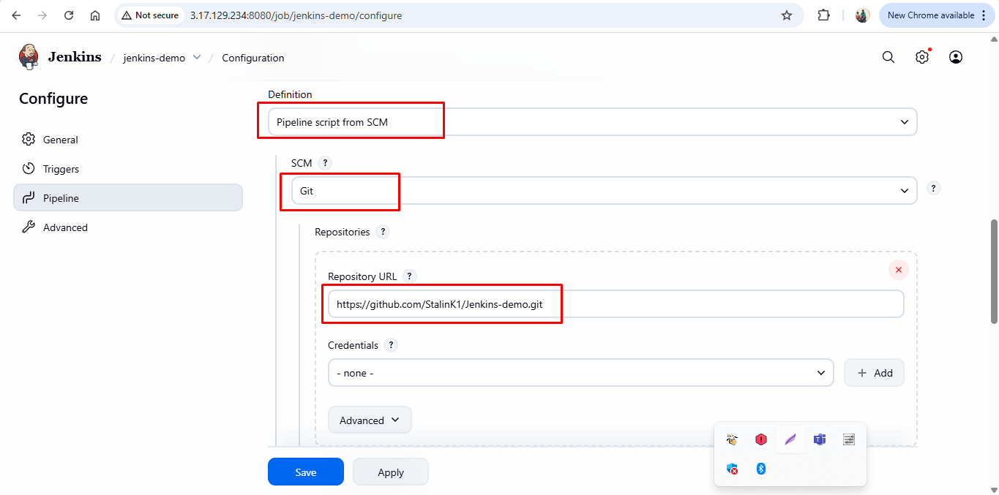 Not secure 3.17.129.234:8080/job/jenkins-demo/configure New Chrome available
Jenkins / jenkins-demo / Configuration
Configure
General
Triggers
Pipeline
Advanced
Definition
Pipeline script from SCM
SCM ?
Git
?
Repositories ?
Repository URL ?
https://github.com/StalinK1/Jenkins-demo.git
Credentials ?
- none -
+ Add
Advanced
Save Apply